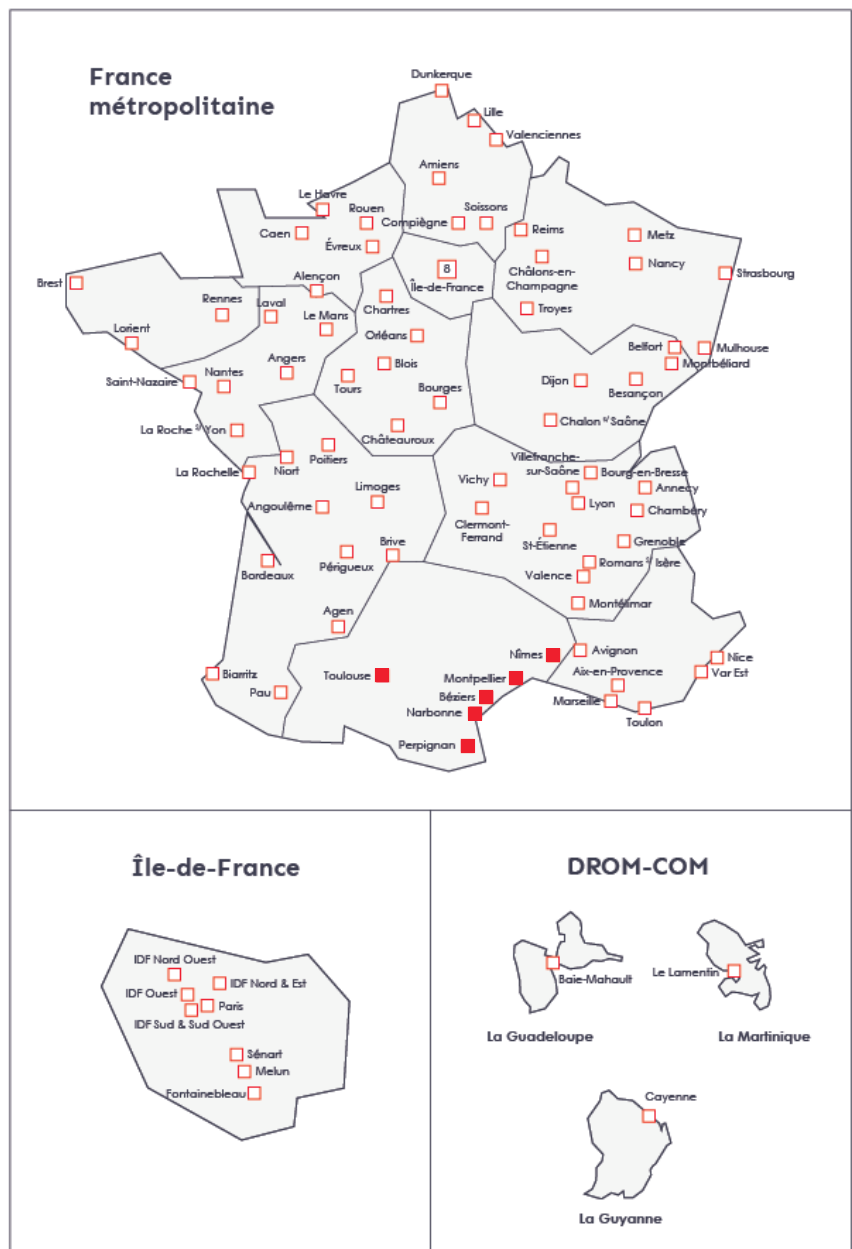 France
métropolitaine
Dunkerque
Lille
Valenciennes
Amiens
Le Havre
Rouen
Compiègne
Soissons
Caen
Reims
Metz
Évreux
8
Île-de-France
Châlons-en-
Champagne
Nancy
Strasbourg
Brest
Alençon
Rennes
Laval
Chartres
Troyes
Le Mans
Lorient
Orléans
Belfort
Mulhouse
Montbéliard
Saint-Nazaire
Nantes
Angers
Blois
Tours
Dijon
Besançon
Bourges
La Roche s/ Yon
Châteauroux
Chalon s/ Saône
La Rochelle
Niort
Poitiers
Villefranche-
sur-Saône
Bourg-en-Bresse
Vichy
Annecy
Limoges
Angoulême
Lyon
Chambéry
Clermont-
Ferrand
St-Étienne
Grenoble
Brive
Périgueux
Bordeaux
Romans s/ Isère
Valence
Montélimar
Agen
Nîmes
Avignon
Nice
Biarritz
Toulouse
Montpellier
Aix-en-Provence
Var Est
Pau
Béziers
Marseille
Narbonne
Toulon
Perpignan
Île-de-France
IDF Nord Ouest
IDF Nord & Est
IDF Ouest
Paris
IDF Sud & Sud Ouest
Sénart
Melun
Fontainebleau
DROM-COM
Baie-Mahault
Le Lamentin
La Guadeloupe
La Martinique
Cayenne
La Guyanne